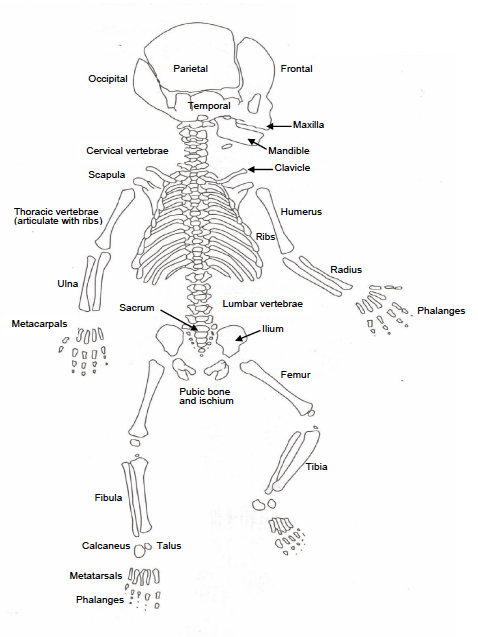 Parietal
Frontal
Occipital
Temporal
Maxilla
Cervical vertebrae
Mandible
Clavicle
Scapula
Thoracic vertebrae
(articulate with ribs)
Humerus
Ribs
Radius
Ulna
Sacrum
Lumbar vertebrae
Phalanges
Metacarpals
Ilium
Femur
Pubic bone
and ischium
Tibia
Fibula
Calcaneus
Talus
Metatarsals
Phalanges